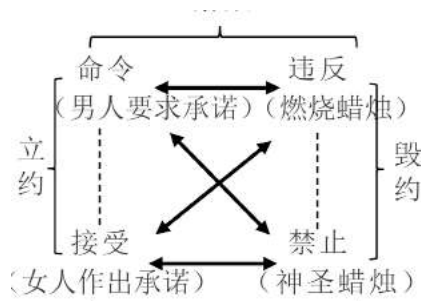 命令 违反
(男人要求承诺)(燃烧蜡烛)
立约
毁约
接受 禁止
(女人作出承诺) (神圣蜡烛)